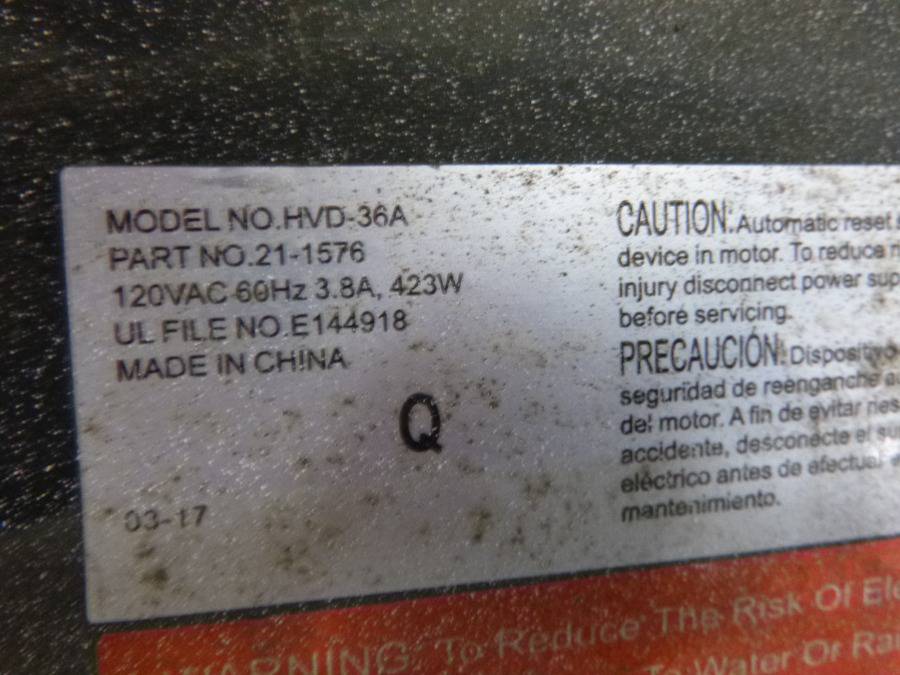 MODEL NO.HVD-36A
PART NO.21-1576
120VAC 60Hz 3.8A, 423W
UL FILE NO.E144918
MADE IN CHINA
Q
03-17
CAUTION: Automatic reset
device in motor. To reduce
injury disconnect power sup
before servicing.
PRECAUCIÓN: Dispositivo
seguridad de reenganche au
del motor. A fin de evitar ries
accidente, desconecte el su
eléctrico antes de efectuar
mantenimiento.
WARNING: To Reduce The Risk Of Ele
To Water Or Rai